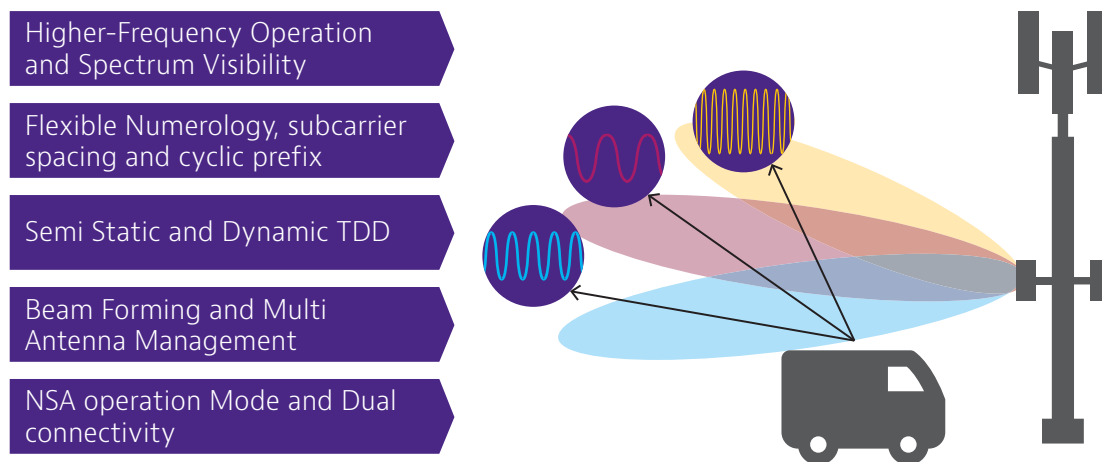 Higher-Frequency Operation
and Spectrum Visibility
Flexible Numerology, subcarrier
spacing and cyclic prefix
Semi Static and Dynamic TDD
Beam Forming and Multi
Antenna Management
NSA operation Mode and Dual
connectivity